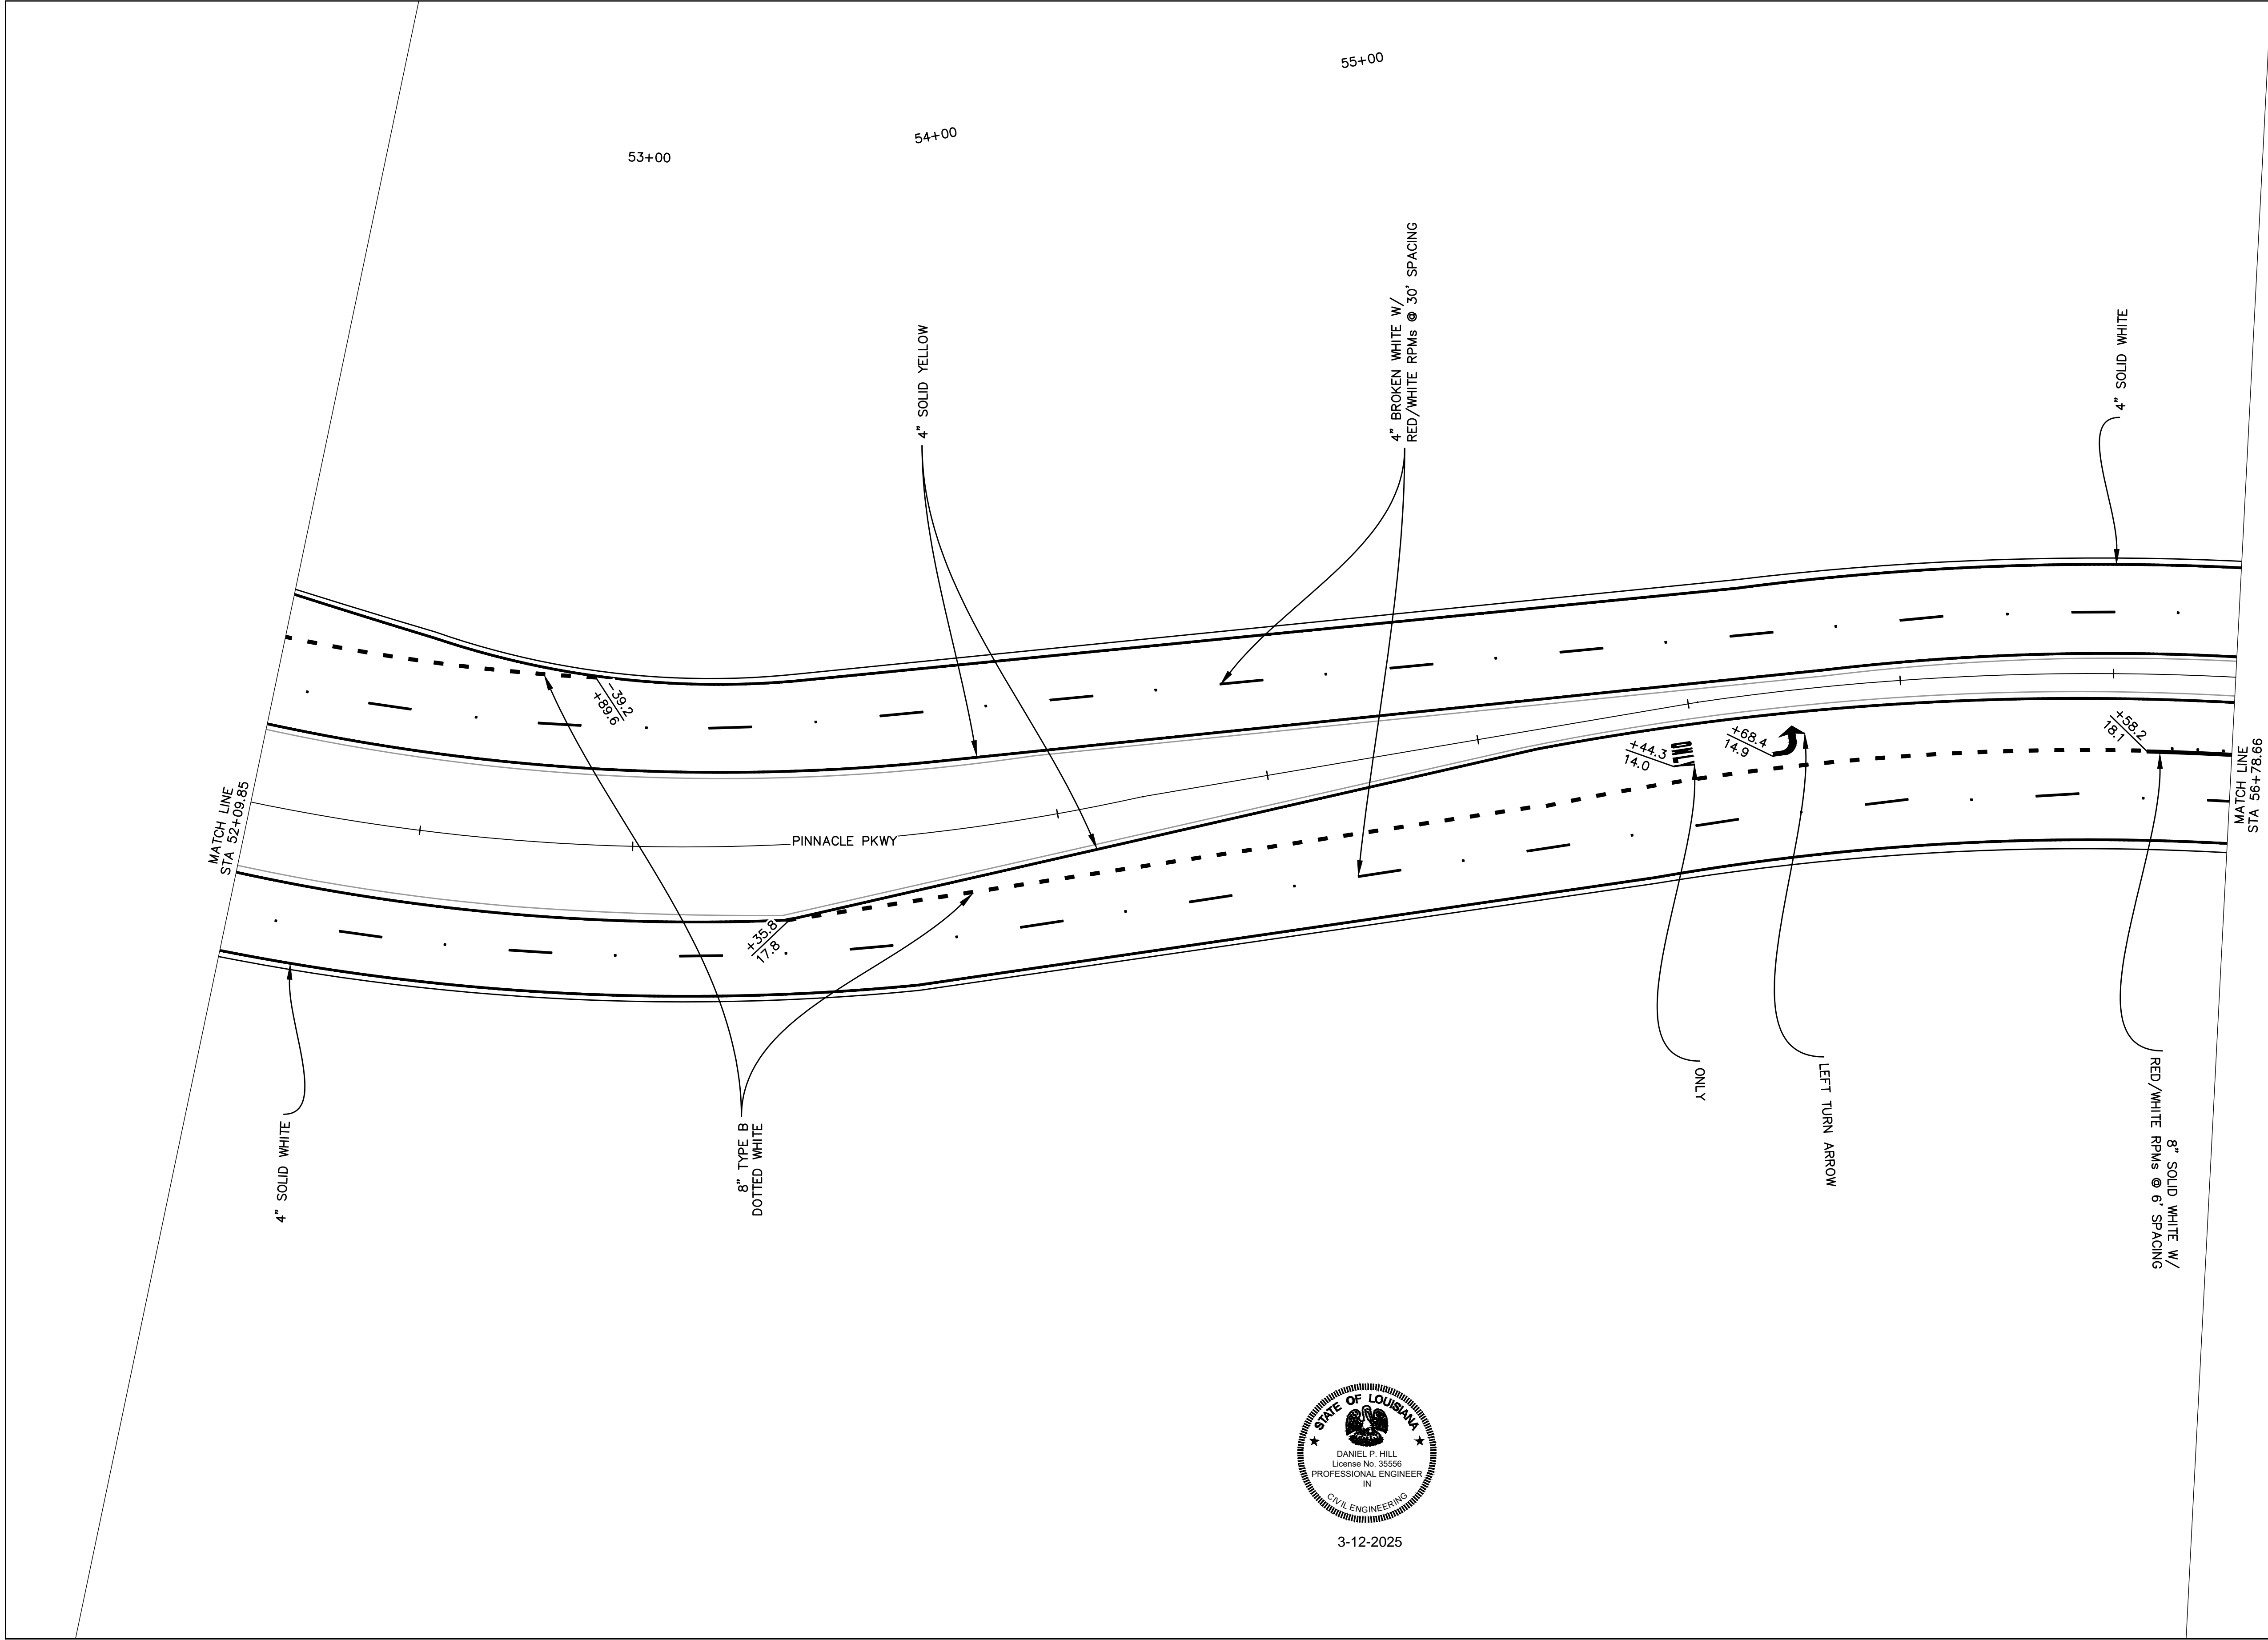 55+00
54+00
53+00
4" SOLID YELLOW
4" BROKEN WHITE W/
RED/WHITE RPMs @ 30' SPACING
4" SOLID WHITE
-39.2
+89.6
+44.3
14.0
ONLY
+68.4
14.9
+58.2
18.1
MATCH LINE
STA 52+09.85
MATCH LINE
STA 56+78.66
PINNACLE PKWY
+35.8
17.8
4" SOLID WHITE
8" TYPE B
DOTTED WHITE
ONLY
LEFT TURN ARROW
8" SOLID WHITE W/
RED/WHITE RPMs @ 6' SPACING
STATE OF LOUISIANA
DANIEL P. HILL
License No. 35556
PROFESSIONAL ENGINEER
IN
CIVIL ENGINEERING
3-12-2025